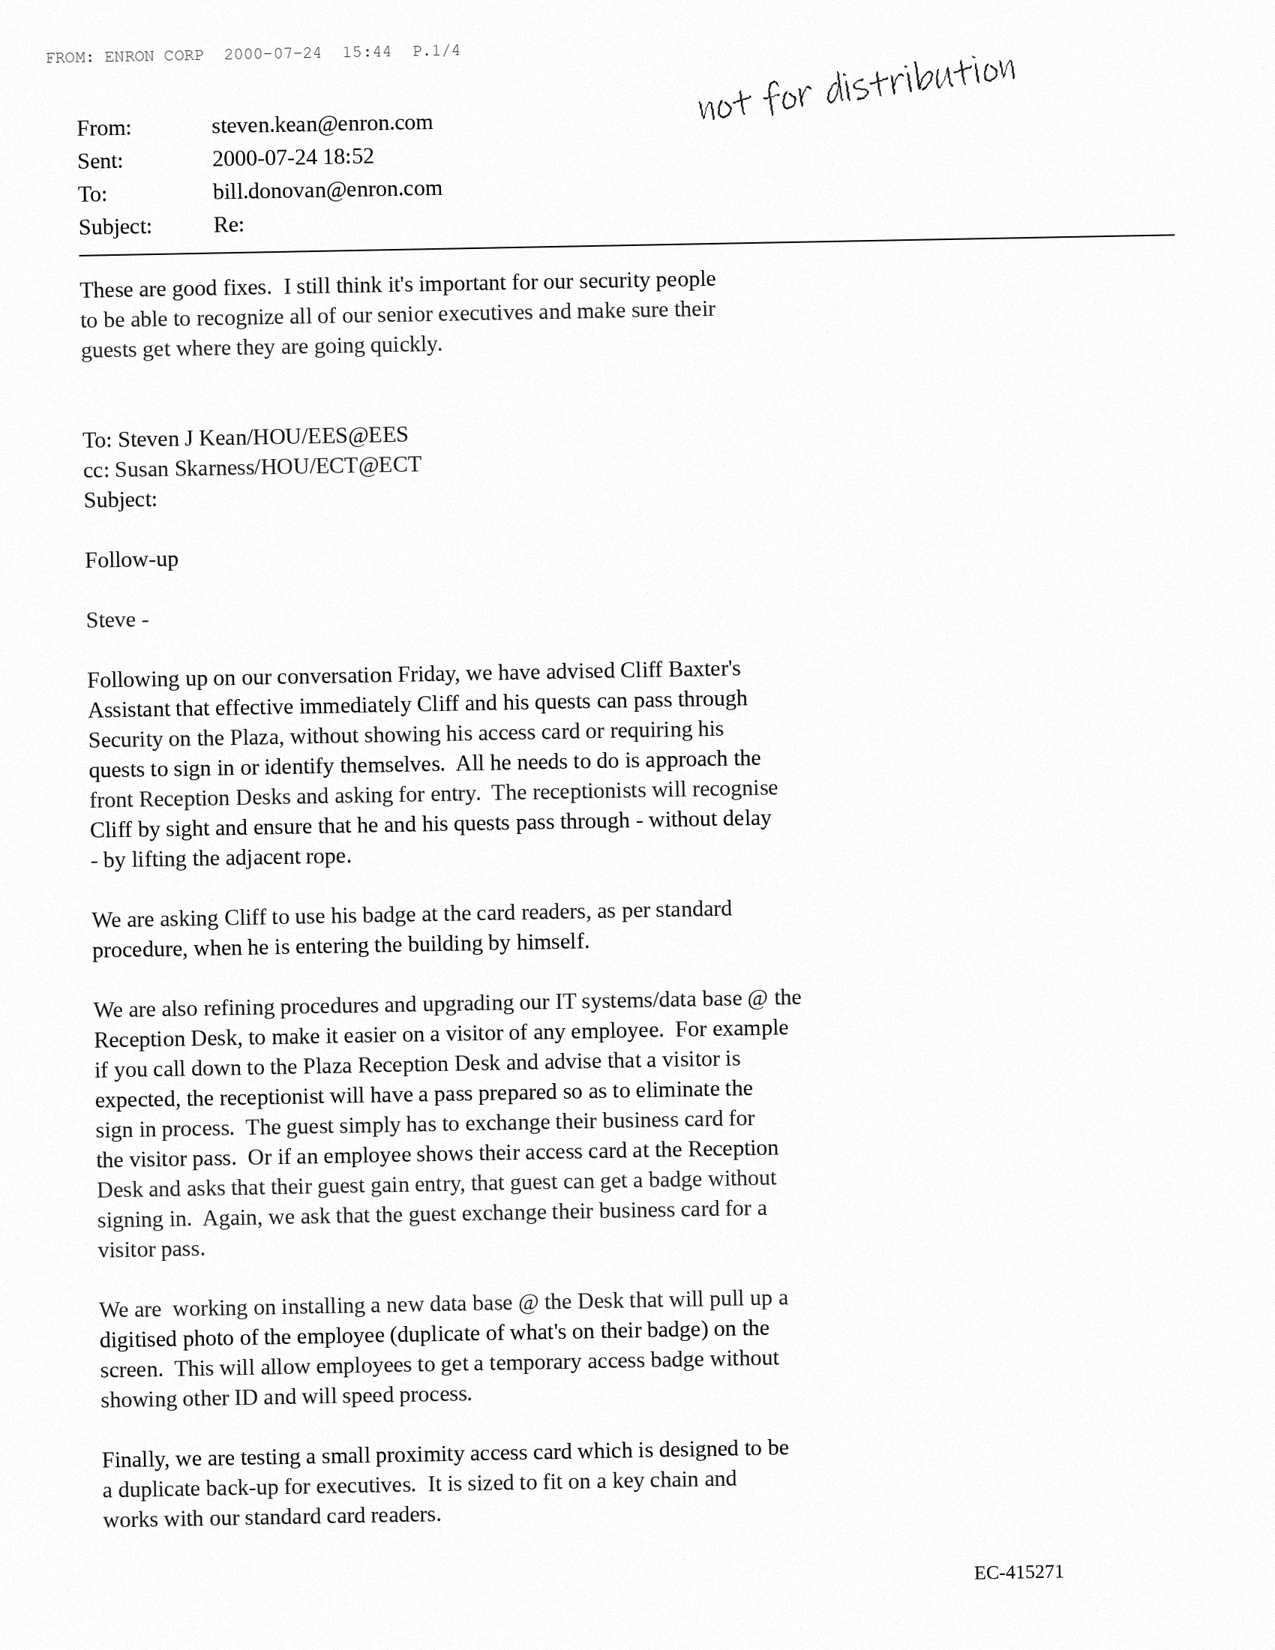 FROM: ENRON CORP  2000-07-24  15:44  P.1/4
not for distribution
From: steven.kean@enron.com
Sent: 2000-07-24 18:52
To: bill.donovan@enron.com
Subject: Re:
These are good fixes.  I still think it's important for our security people
to be able to recognize all of our senior executives and make sure their
guests get where they are going quickly.
To: Steven J Kean/HOU/EES@EES
cc: Susan Skarness/HOU/ECT@ECT
Subject:
Follow-up
Steve -
Following up on our conversation Friday, we have advised Cliff Baxter's
Assistant that effective immediately Cliff and his quests can pass through
Security on the Plaza, without showing his access card or requiring his
quests to sign in or identify themselves.  All he needs to do is approach the
front Reception Desks and asking for entry.  The receptionists will recognise
Cliff by sight and ensure that he and his quests pass through - without delay
- by lifting the adjacent rope.
We are asking Cliff to use his badge at the card readers, as per standard
procedure, when he is entering the building by himself.
We are also refining procedures and upgrading our IT systems/data base @ the
Reception Desk, to make it easier on a visitor of any employee.  For example
if you call down to the Plaza Reception Desk and advise that a visitor is
expected, the receptionist will have a pass prepared so as to eliminate the
sign in process.  The guest simply has to exchange their business card for
the visitor pass.  Or if an employee shows their access card at the Reception
Desk and asks that their guest gain entry, that guest can get a badge without
signing in.  Again, we ask that the guest exchange their business card for a
visitor pass.
We are  working on installing a new data base @ the Desk that will pull up a
digitised photo of the employee (duplicate of what's on their badge) on the
screen.  This will allow employees to get a temporary access badge without
showing other ID and will speed process.
Finally, we are testing a small proximity access card which is designed to be
a duplicate back-up for executives.  It is sized to fit on a key chain and
works with our standard card readers.
EC-415271